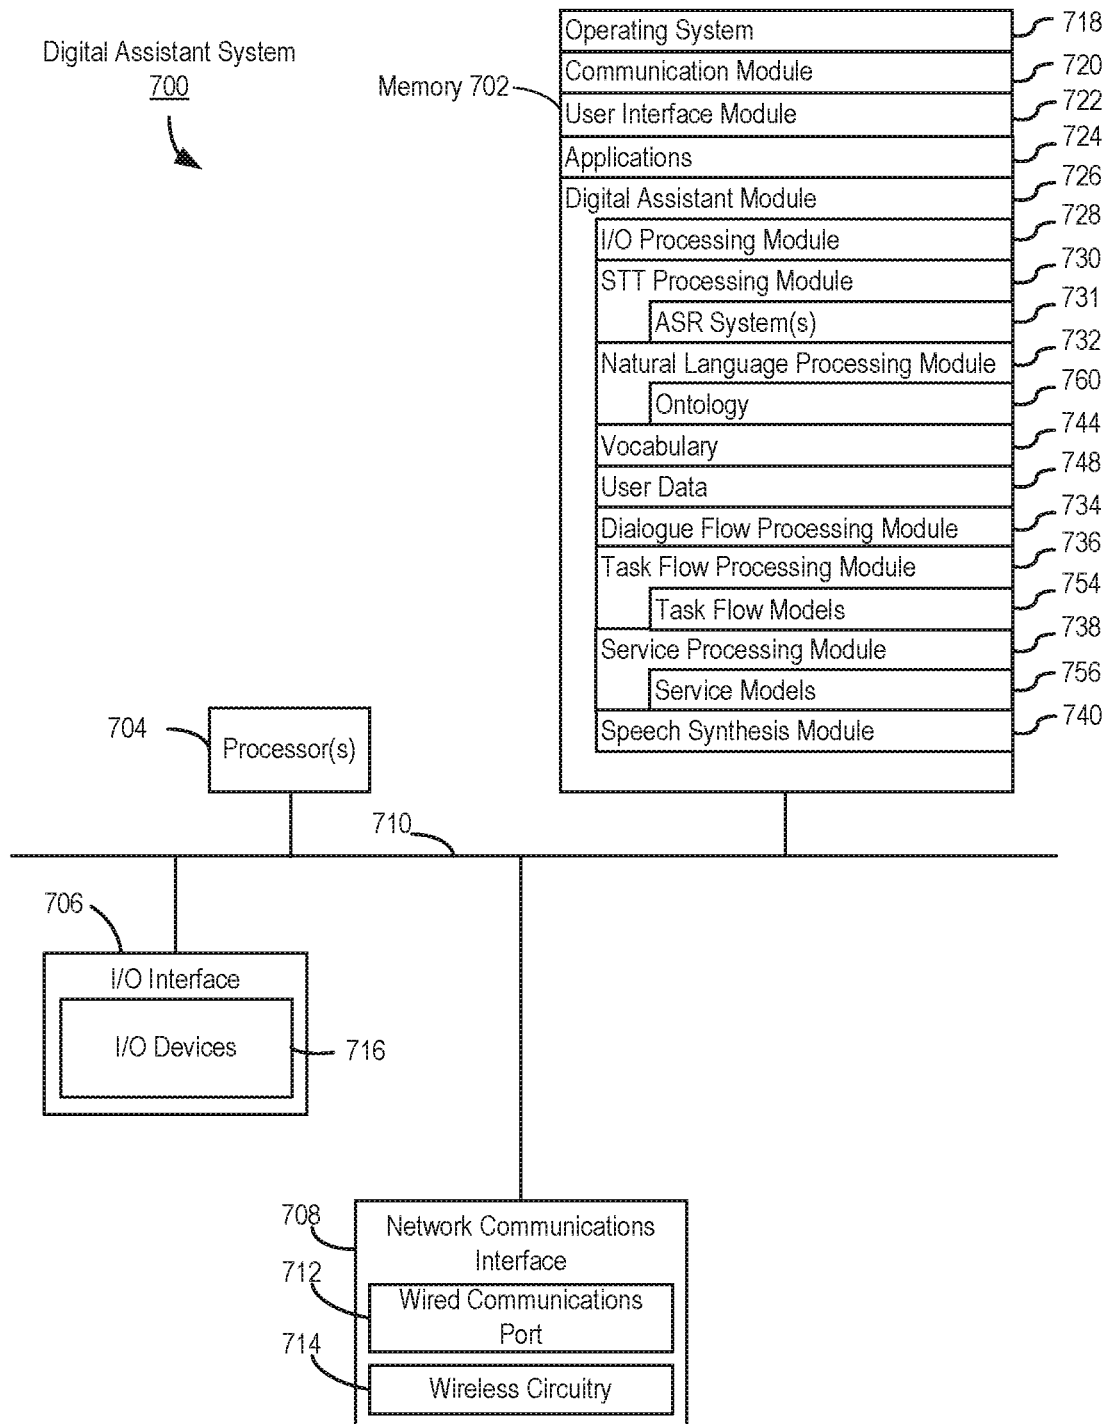 Digital Assistant System
700
Memory 702
Operating System 718
Communication Module 720
User Interface Module 722
Applications 724
Digital Assistant Module 726
I/O Processing Module 728
STT Processing Module 730
ASR System(s) 731
Natural Language Processing Module 732
Ontology 760
Vocabulary 744
User Data 748
Dialogue Flow Processing Module 734
Task Flow Processing Module 736
Task Flow Models 754
Service Processing Module 738
Service Models 756
Speech Synthesis Module 740
704
Processor(s)
710
706
I/O Interface
I/O Devices
716
708
Network Communications
Interface
712
Wired Communications
Port
714
Wireless Circuitry